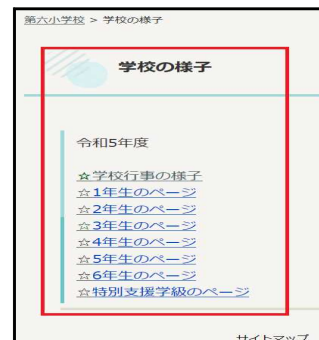 第六小学校 > 学校の様子
学校の様子
令和5年度
☆学校行事の様子
☆1年生のページ
☆2年生のページ
☆3年生のページ
☆4年生のページ
☆5年生のページ
☆6年生のページ
☆特別支援学級のページ
サイトマップ